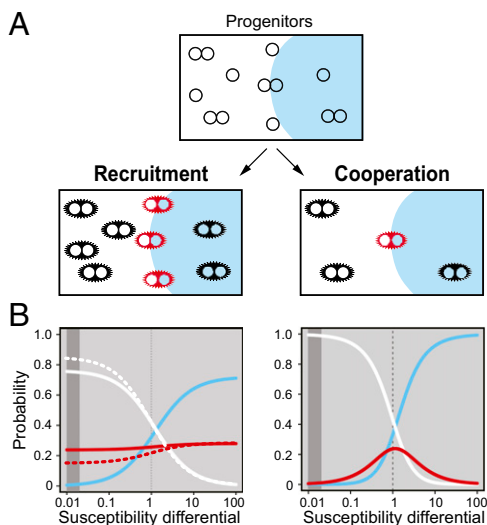 A
Progenitors
Recruitment
Cooperation
B
Probability
1.0
0.8
0.6
0.4
0.2
0
0.01
0.1
1
10
100
Susceptibility differential
1.0
0.8
0.6
0.4
0.2
0
0.01
0.1
1
10
100
Susceptibility differential